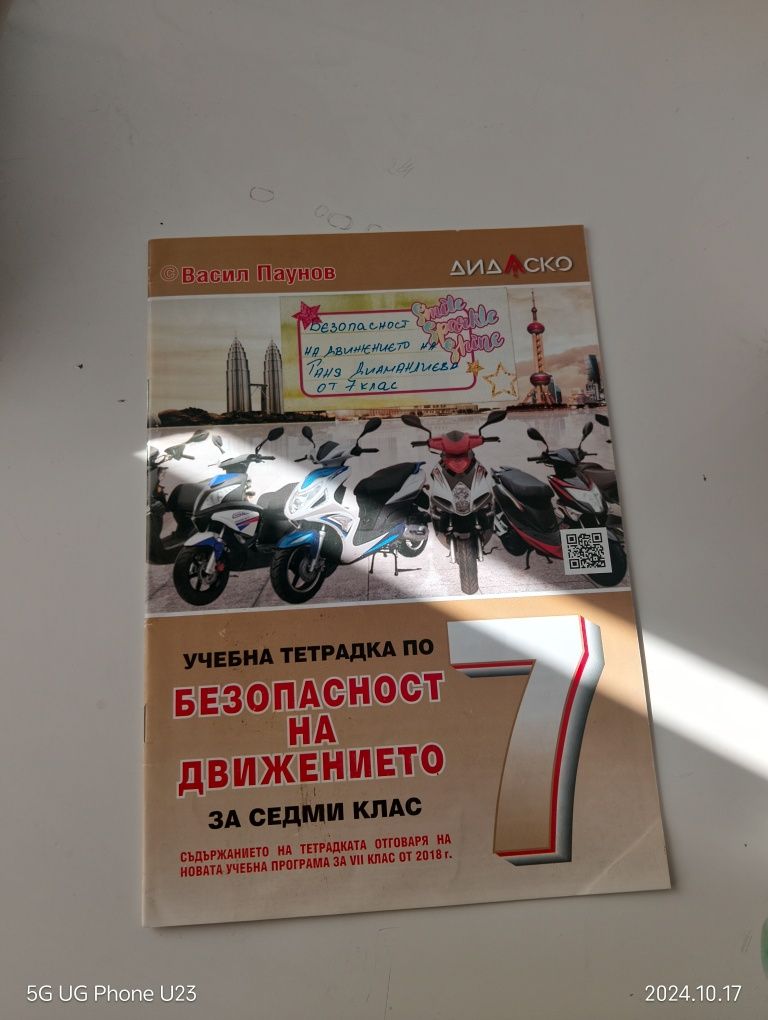 © Васил Паунов
ДИДАСКО
Безопасност
на движението на
Таня Диамандиева
от 7 клас
Smile
Sparkle
Shine
УЧЕБНА ТЕТРАДКА ПО
БЕЗОПАСНОСТ
НА
ДВИЖЕНИЕТО
ЗА СЕДМИ КЛАС
СЪДЪРЖАНИЕТО НА ТЕТРАДКАТА ОТГОВАРЯ НА
НОВАТА УЧЕБНА ПРОГРАМА ЗА VII КЛАС ОТ 2018 г.
7
5G UG Phone U23
2024.10.17